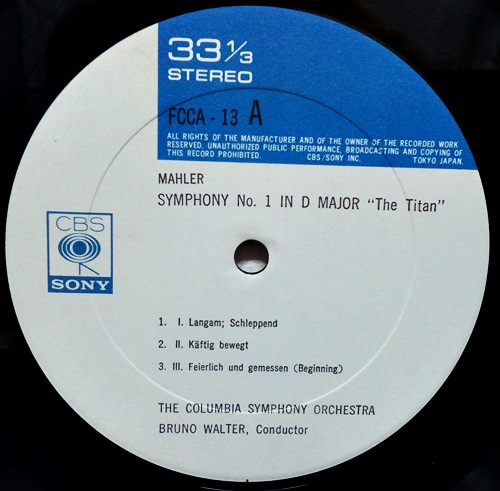 33 1/3
STEREO
FCCA - 13 A
ALL RIGHTS OF THE MANUFACTURER AND OF THE OWNER OF THE RECORDED WORK
RESERVED. UNAUTHORIZED PUBLIC PERFORMANCE, BROADCASTING AND COPYING OF
THIS RECORD PROHIBITED. CBS/SONY INC. TOKYO JAPAN.
MAHLER
SYMPHONY No. 1 IN D MAJOR "The Titan"
CBS
SONY
1. I. Langam; Schleppend
2. II. Käftig bewegt
3. III. Feierlich und gemessen (Beginning)
THE COLUMBIA SYMPHONY ORCHESTRA
BRUNO WALTER, Conductor